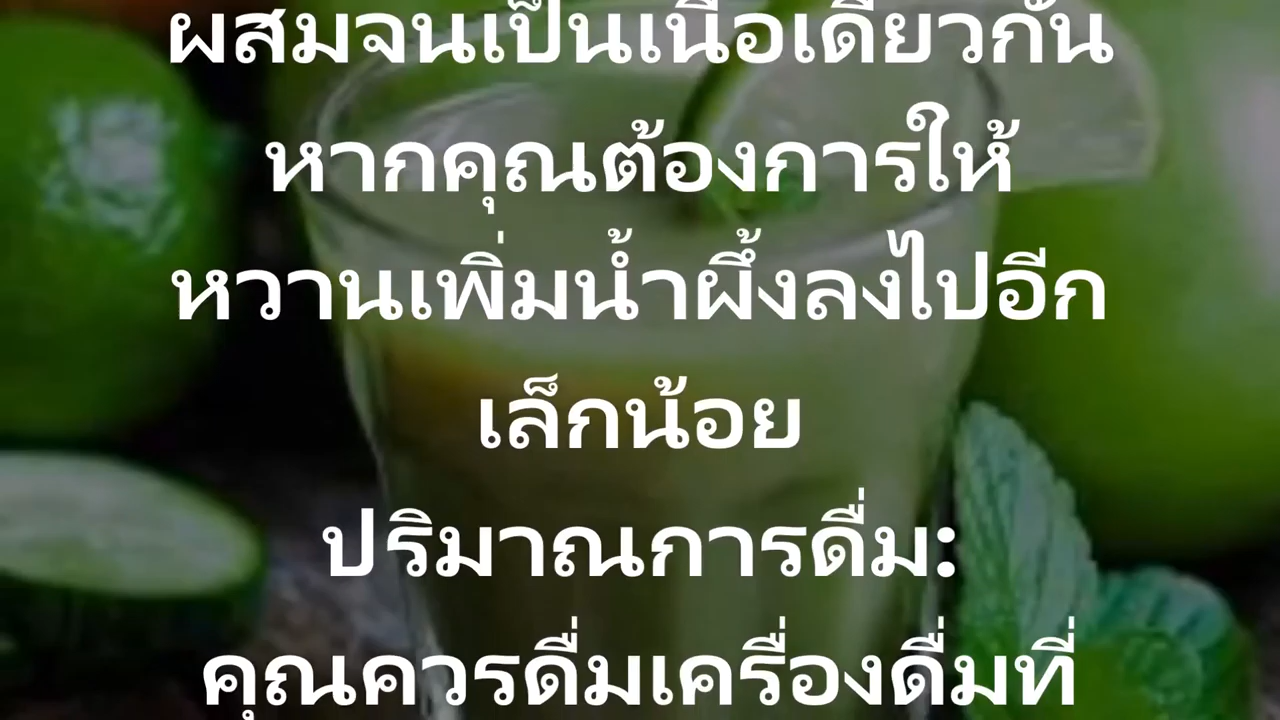 ผสมจนเป็นเนื้อเดียวกัน
หากคุณต้องการให้
หวานเพิ่มน้ำผึ้งลงไปอีก
เล็กน้อย
ปริมาณการดื่ม:
คุณควรดื่มเครื่องดื่มที่